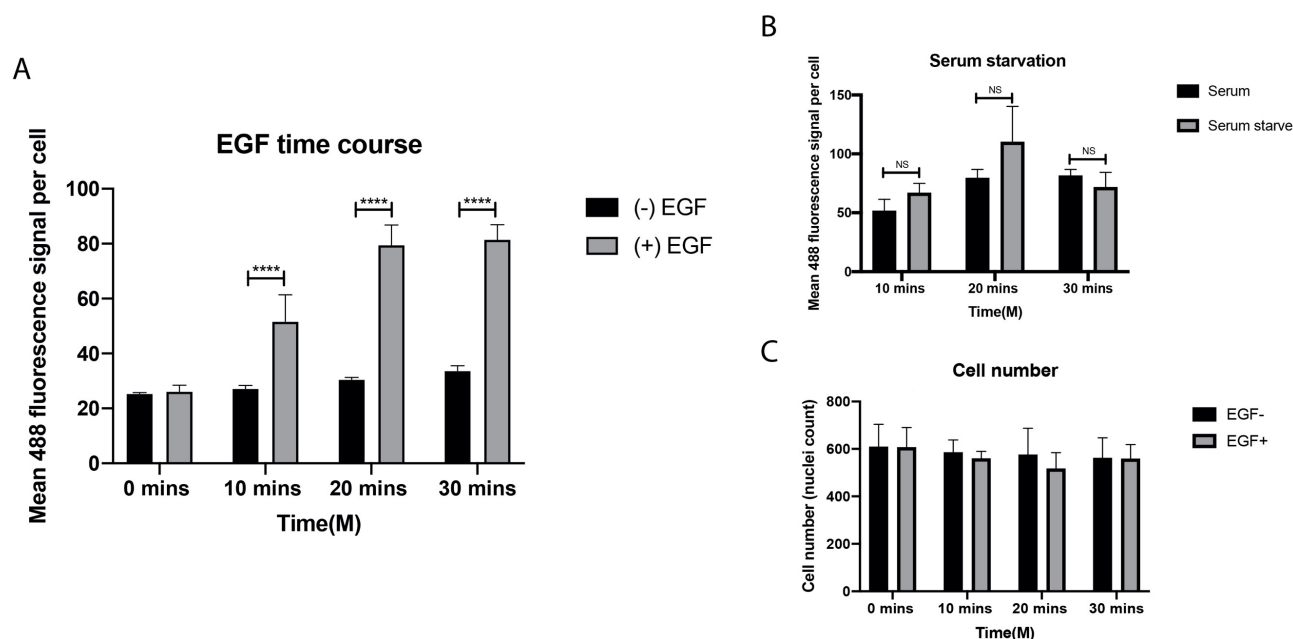 A
EGF time course
Mean 488 fluorescence signal per cell
100
80
60
40
20
0
****
****
****
0 mins
10 mins
20 mins
30 mins
Time(M)
(-) EGF
(+) EGF
B
Serum starvation
Mean 488 fluorescence signal per cell
150
100
50
0
NS
NS
NS
10 mins
20 mins
30 mins
Time(M)
Serum
Serum starve
C
Cell number
Cell number (nuclei count)
800
600
400
200
0
0 mins
10 mins
20 mins
30 mins
Time(M)
EGF-
EGF+